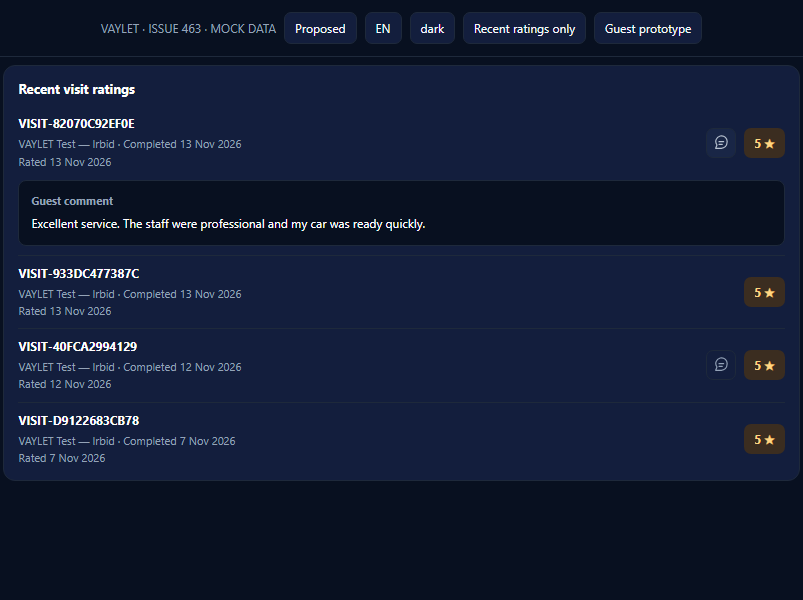 VAYLET · ISSUE 463 · MOCK DATA Proposed EN dark Recent ratings only Guest prototype
Recent visit ratings
VISIT-82070C92EF0E
VAYLET Test — Irbid · Completed 13 Nov 2026
5 ★
Rated 13 Nov 2026
Guest comment
Excellent service. The staff were professional and my car was ready quickly.
VISIT-933DC477387C
VAYLET Test — Irbid · Completed 13 Nov 2026
5 ★
Rated 13 Nov 2026
VISIT-40FCA2994129
VAYLET Test — Irbid · Completed 12 Nov 2026
5 ★
Rated 12 Nov 2026
VISIT-D9122683CB78
VAYLET Test — Irbid · Completed 7 Nov 2026
5 ★
Rated 7 Nov 2026